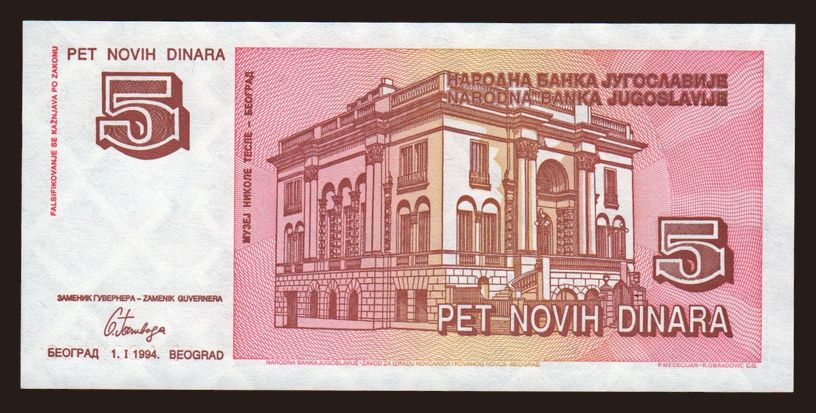 PET NOVIH DINARA
5
FALSIFIKOVANJE SE KAŽNJAVA PO ZAKONU
МУЗЕЈ НИКОЛЕ ТЕСЛЕ - БЕОГРАД
НАРОДНА БАНКА ЈУГОСЛАВИЈЕ
NARODNA BANKA JUGOSLAVIJE
5
PET NOVIH DINARA
ЗАМЕНИК ГУВЕРНЕРА - ZAMENIK GUVERNERA
БЕОГРАД 1. I 1994. BEOGRAD
NARODNA BANKA JUGOSLAVIJE - ZAVOD ZA IZRADU NOVČANICA I KOVANOG NOVCA - BEOGRAD
P. MEDECIJAN - R. OBRADOVIĆ C.G.